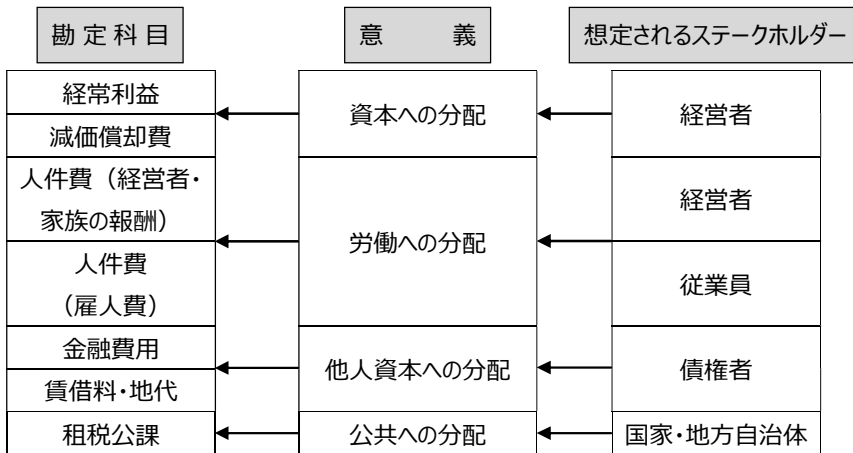 勘定科目
意　　義
想定されるステークホルダー
経常利益
減価償却費
人件費（経営者・
家族の報酬）
人件費
（雇人費）
金融費用
賃借料・地代
租税公課
資本への分配
労働への分配
他人資本への分配
公共への分配
経営者
経営者
従業員
債権者
国家・地方自治体